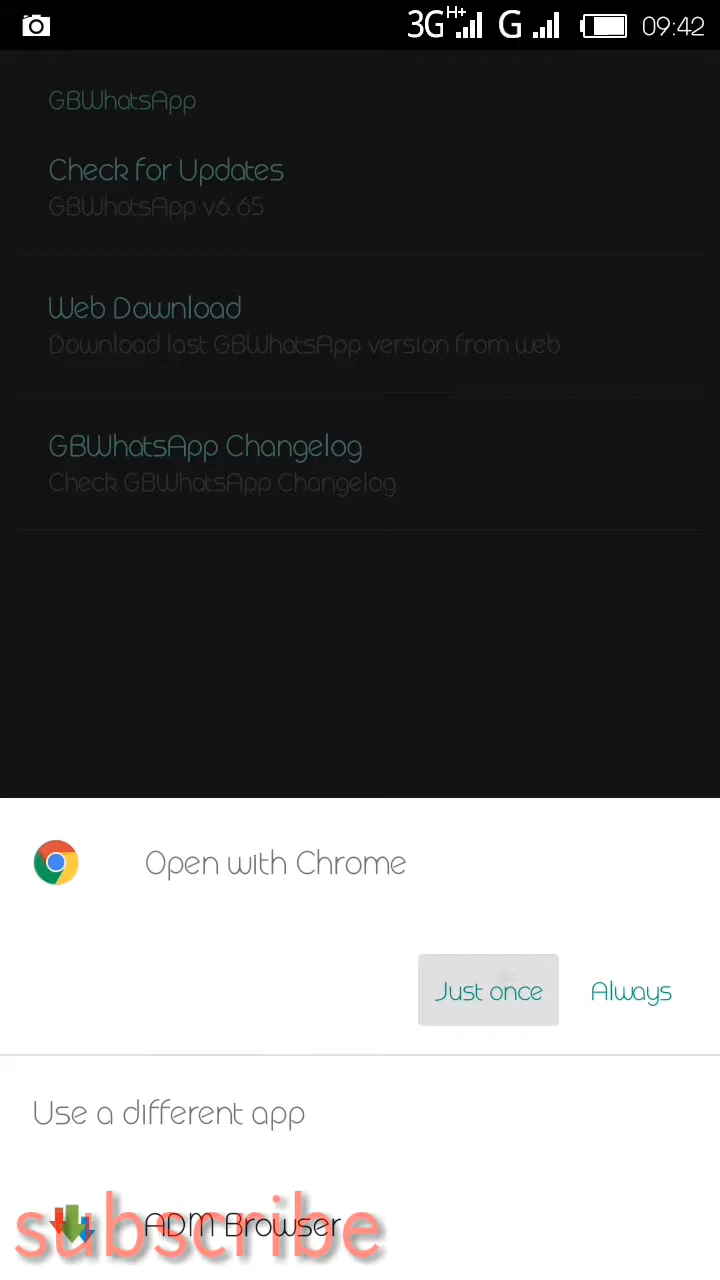 3G H+ G 09:42
GBWhatsApp
Check for Updates
GBWhatsApp v6.65
Web Download
Download last GBWhatsApp version from web
GBWhatsApp Changelog
Check GBWhatsApp Changelog
Open with Chrome
Just once Always
Use a different app
ADM Browser
subscribe